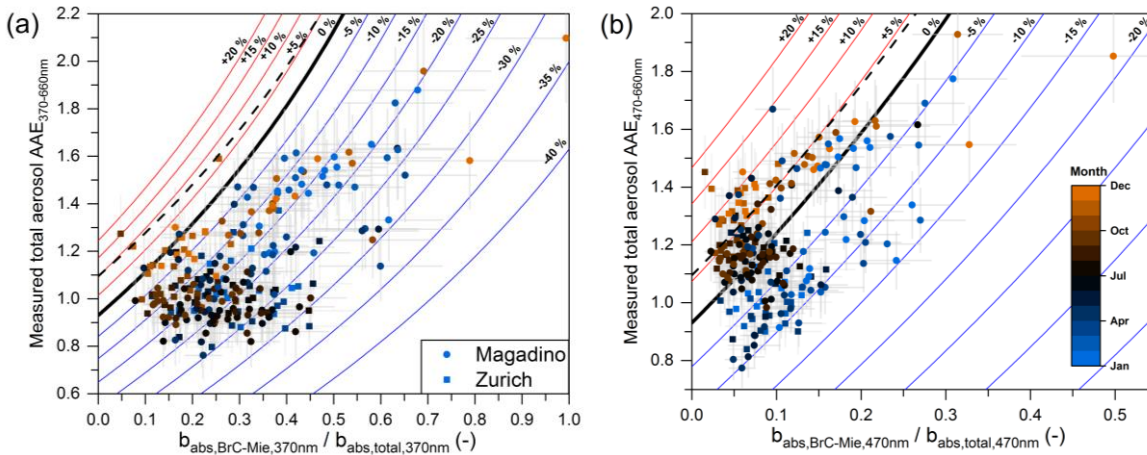 (a)
+20 %
+15 %
+10 %
+5 %
0 %
-5 %
-10 %
-15 %
-20 %
-25 %
-30 %
-35 %
-40 %
Measured total aerosol AAE370-660nm
2.2
2.0
1.8
1.6
1.4
1.2
1.0
0.8
0.6
0.0 0.1 0.2 0.3 0.4 0.5 0.6 0.7 0.8 0.9 1.0
babs,BrC-Mie,370nm / babs,total,370nm (-)
Magadino
Zurich
(b)
+20 %
+15 %
+10 %
+5 %
0 %
-5 %
-10 %
-15 %
-20 %
Measured total aerosol AAE470-660nm
2.0
1.8
1.6
1.4
1.2
1.0
0.8
0.0 0.1 0.2 0.3 0.4 0.5
babs,BrC-Mie,470nm / babs,total,470nm (-)
Month
Dec
Oct
Jul
Apr
Jan